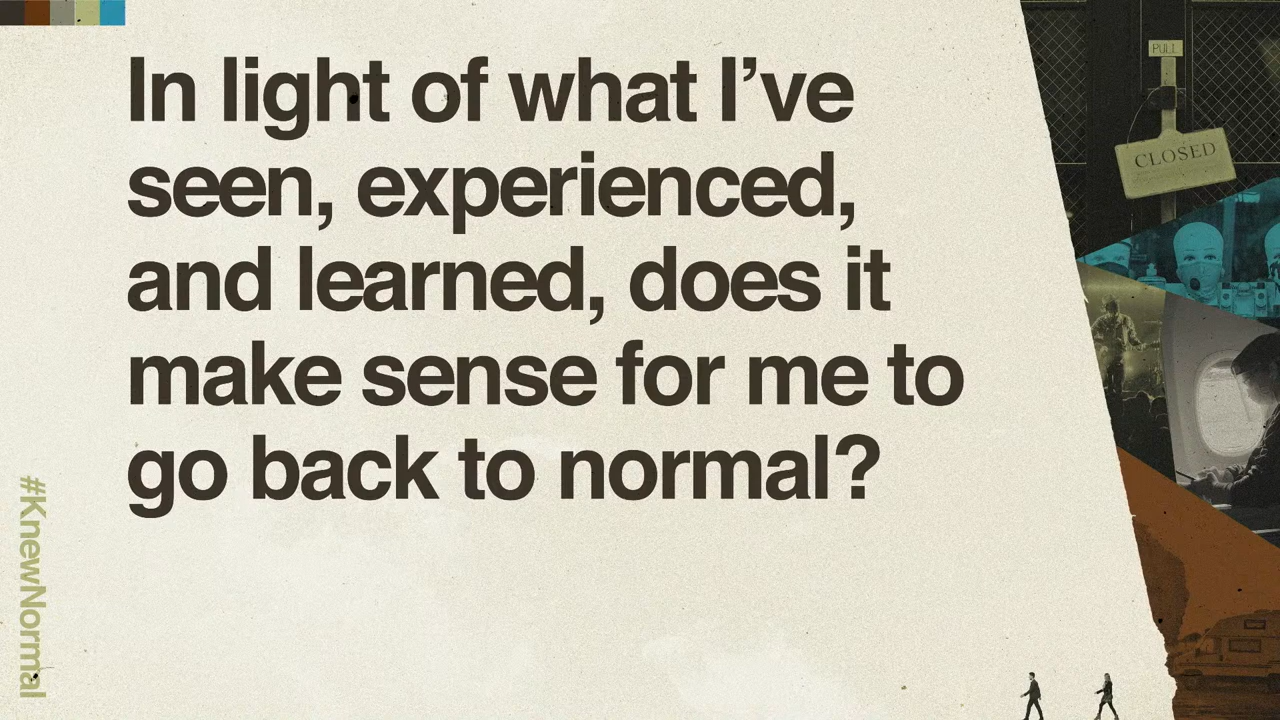 In light of what I’ve
seen, experienced,
and learned, does it
make sense for me to
go back to normal?
#KnewNormal
PULL
CLOSED